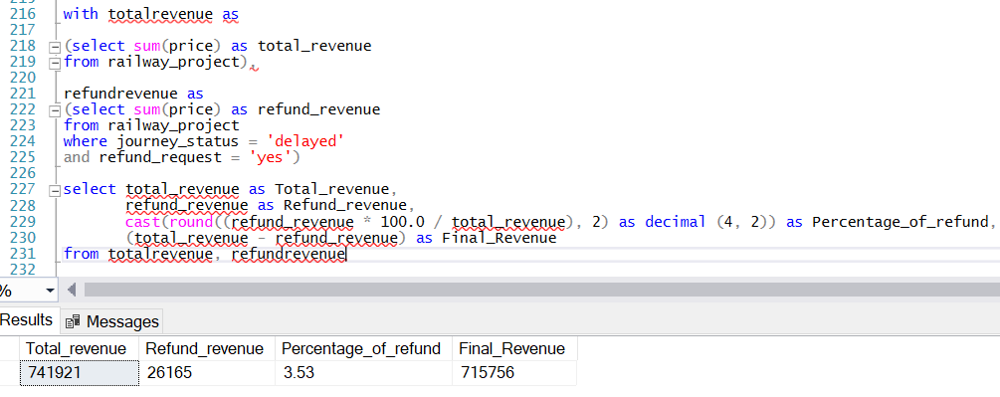 216 with totalrevenue as
217
218 (select sum(price) as total_revenue
219 from railway_project),
220
221 refundrevenue as
222 (select sum(price) as refund_revenue
223 from railway_project
224 where journey_status = 'delayed'
225 and refund_request = 'yes')
226
227 select total_revenue as Total_revenue,
228 refund_revenue as Refund_revenue,
229 cast(round((refund_revenue * 100.0 / total_revenue), 2) as decimal (4, 2)) as Percentage_of_refund,
230 (total_revenue - refund_revenue) as Final_Revenue
231 from totalrevenue, refundrevenue
232
%
Results Messages
Total_revenue Refund_revenue Percentage_of_refund Final_Revenue
741921 26165 3.53 715756